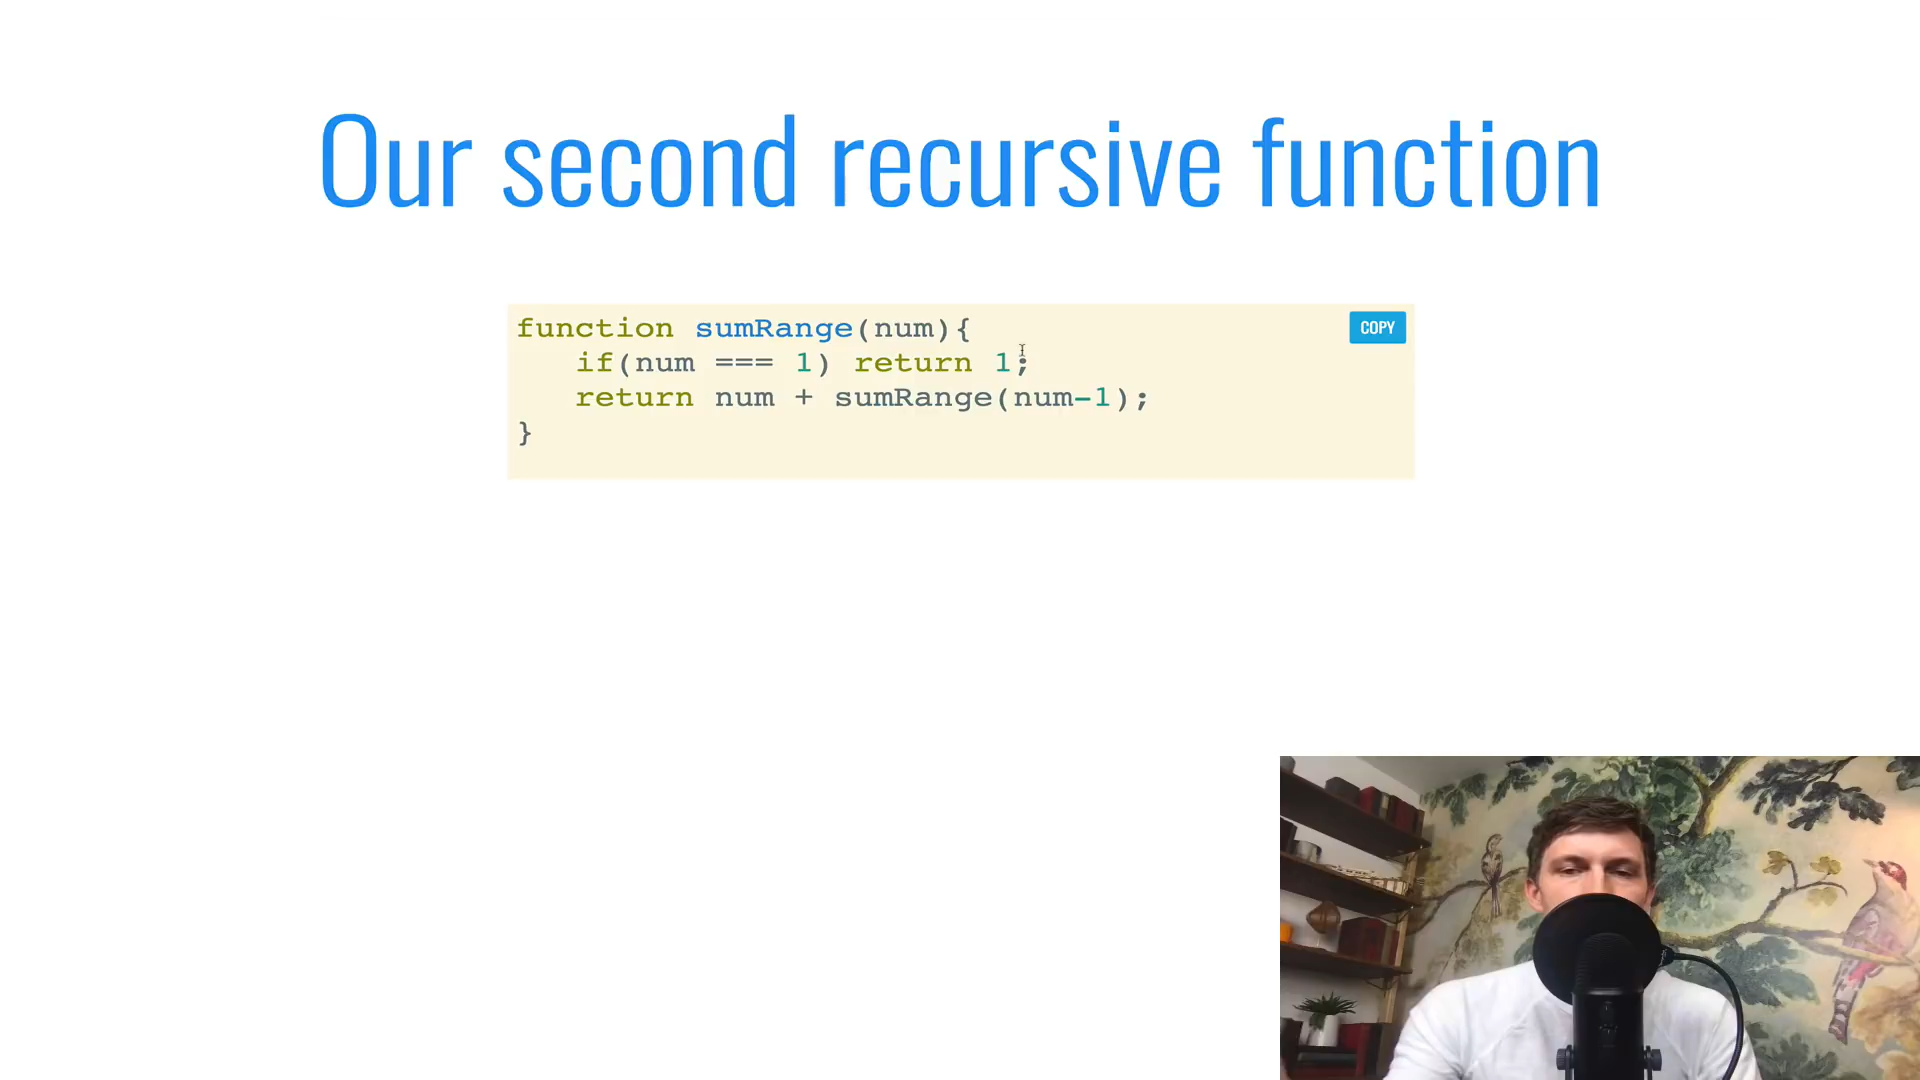 Our second recursive function
function sumRange(num){
COPY
   if(num === 1) return 1;
   return num + sumRange(num-1);
}